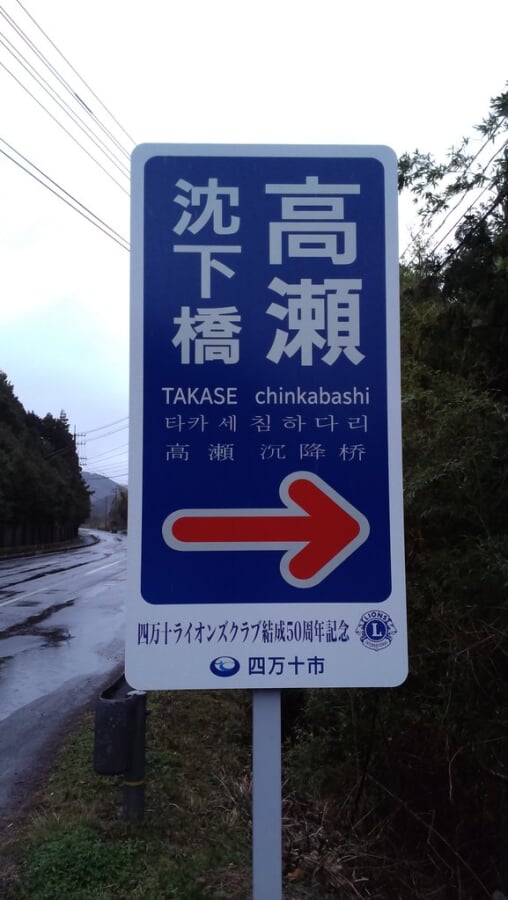 高瀬
沈下橋
TAKASE chinkabashi
타카세 침하다리
高瀬 沉降桥
四万十ライオンズクラブ結成50周年記念
LIONS
L
INTERNATIONAL
四万十市